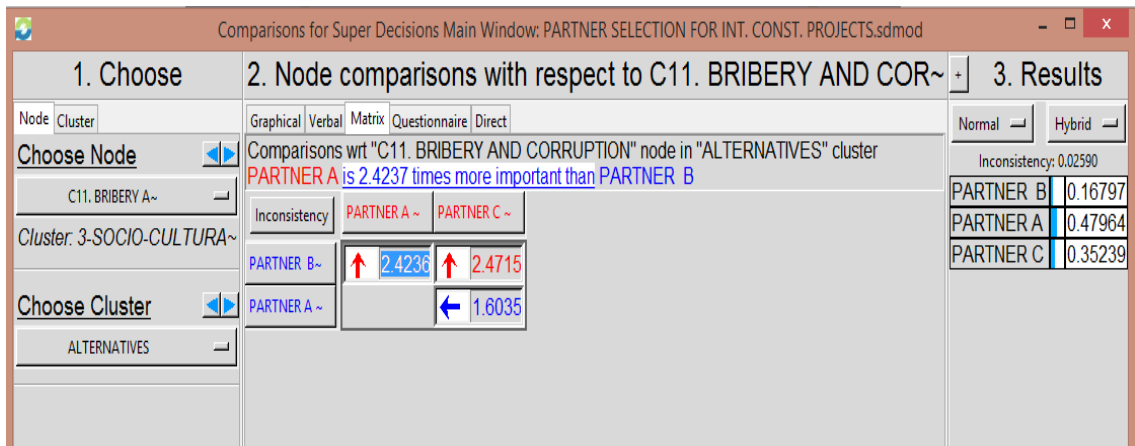 Comparisons for Super Decisions Main Window: PARTNER SELECTION FOR INT. CONST. PROJECTS.sdmod
1. Choose
Node Cluster
Choose Node
C11. BRIBERY A~
Cluster: 3-SOCIO-CULTURA~
Choose Cluster
ALTERNATIVES
2. Node comparisons with respect to C11. BRIBERY AND COR~
Graphical Verbal Matrix Questionnaire Direct
Comparisons wrt "C11. BRIBERY AND CORRUPTION" node in "ALTERNATIVES" cluster
PARTNER A is 2.4237 times more important than PARTNER B
Inconsistency PARTNER A ~ PARTNER C ~
PARTNER B~ 2.4236 2.4715
PARTNER A ~ 1.6035
+ 3. Results
Normal Hybrid
Inconsistency: 0.02590
PARTNER B 0.16797
PARTNER A 0.47964
PARTNER C 0.35239